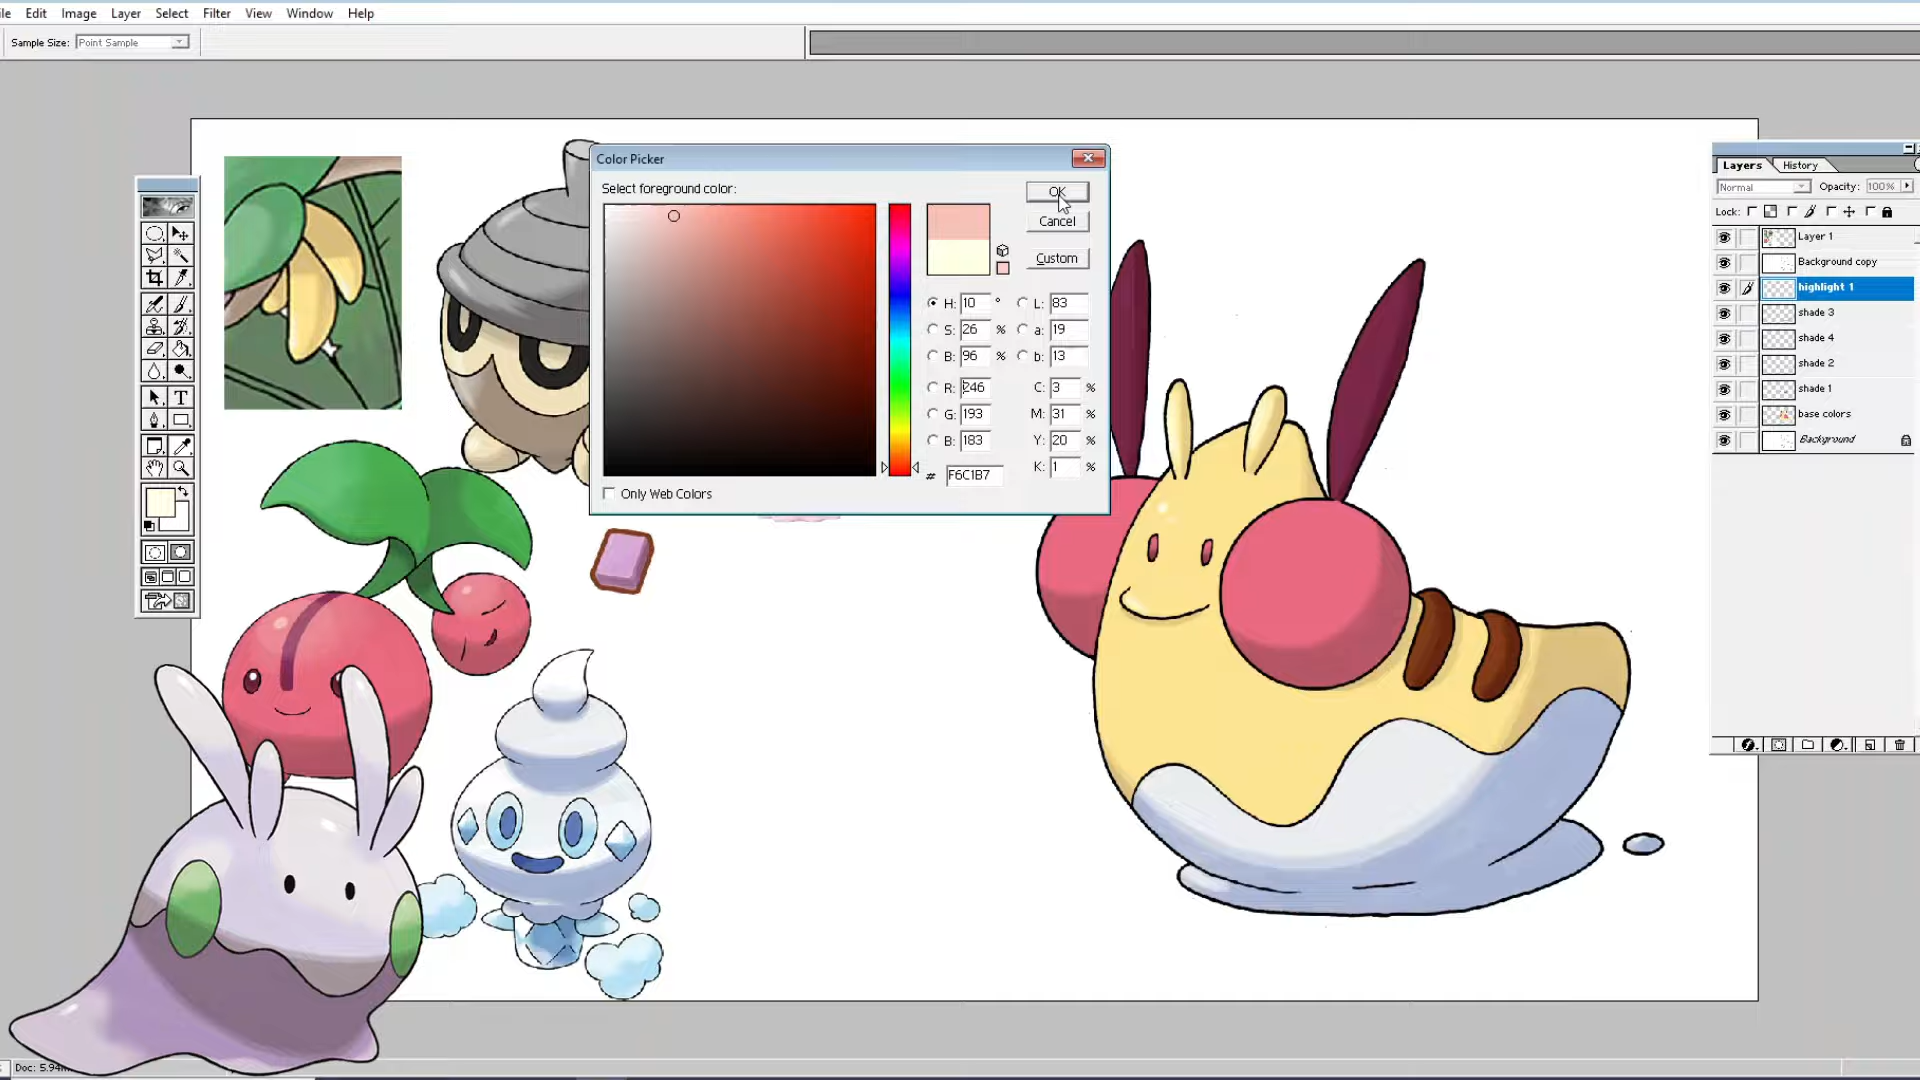 le Edit Image Layer Select Filter View Window Help
Sample Size: Point Sample
Color Picker
Select foreground color:
OK
Cancel
Custom
H: 10 ° L: 83
S: 26 % a: 19
B: 96 % b: 13
R: 246 C: 3 %
G: 193 M: 31 %
B: 183 Y: 20 %
# F6C1B7 K: 1 %
Only Web Colors
T
Layers History
Normal Opacity: 100%
Lock:
Layer 1
Background copy
highlight 1
shade 3
shade 4
shade 2
shade 1
base colors
Background